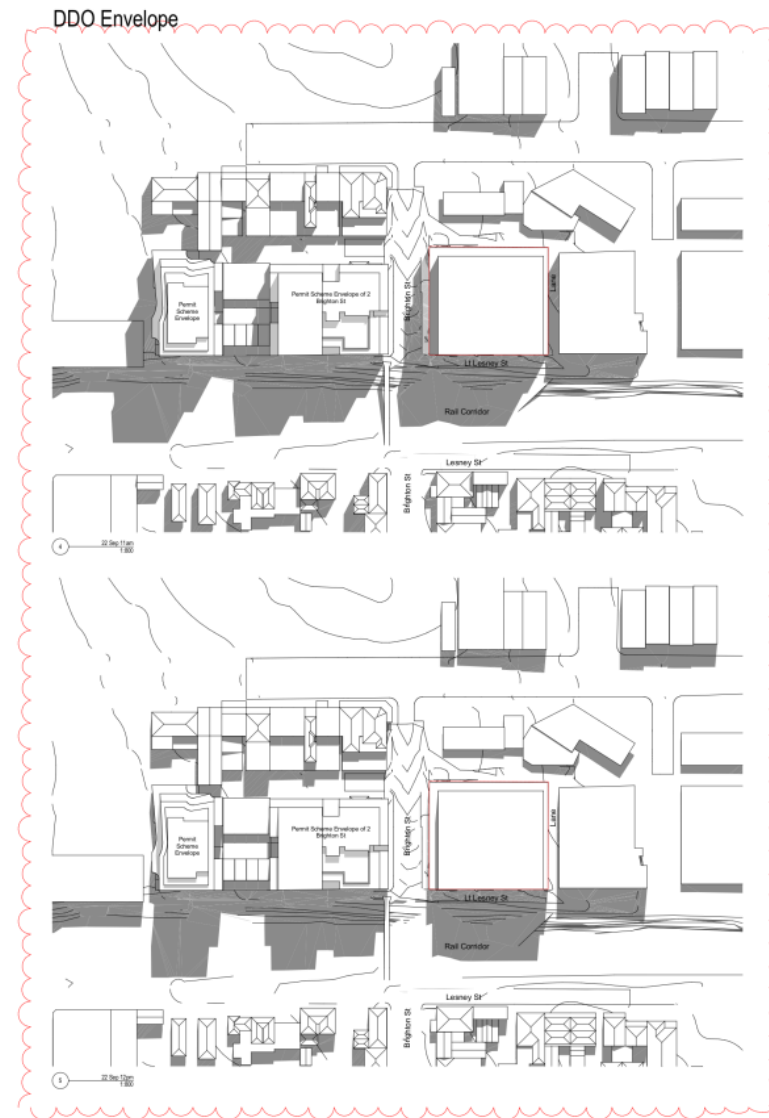 DDO Envelope
Permit
Scheme
Envelope
Permit Scheme Envelope of 2
Brighton St
Brighton St
Lane
Lt Lesney St
Rail Corridor
Lesney St
Brighton St
4
22 Sep 11am
1:800
Permit
Scheme
Envelope
Permit Scheme Envelope of 2
Brighton St
Brighton St
Lane
Lt Lesney St
Rail Corridor
Lesney St
Brighton St
5
22 Sep 12pm
1:800